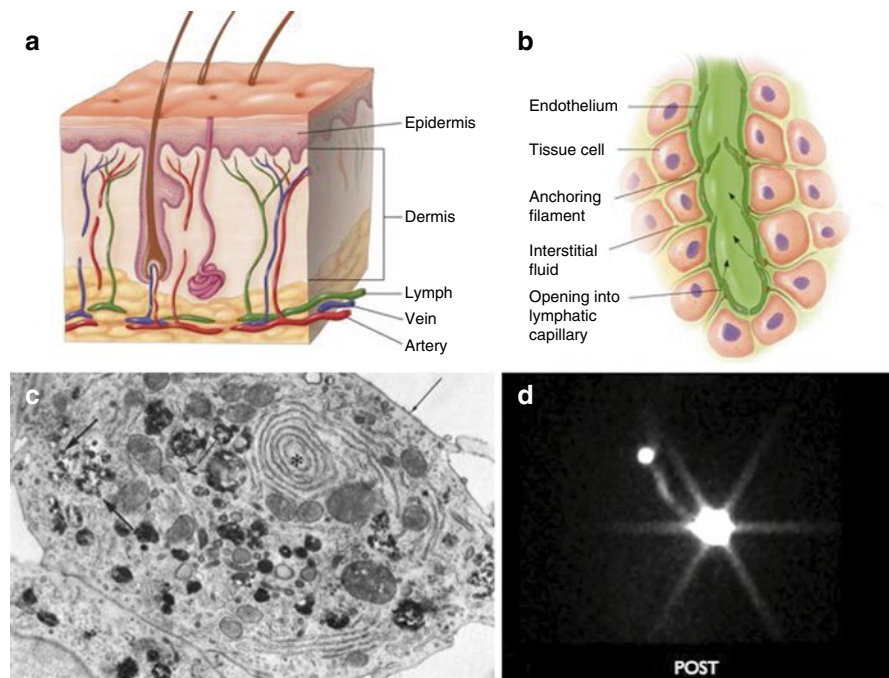 a
Epidermis
Dermis
Lymph
Vein
Artery
b
Endothelium
Tissue cell
Anchoring
filament
Interstitial
fluid
Opening into
lymphatic
capillary
c
*
d
POST